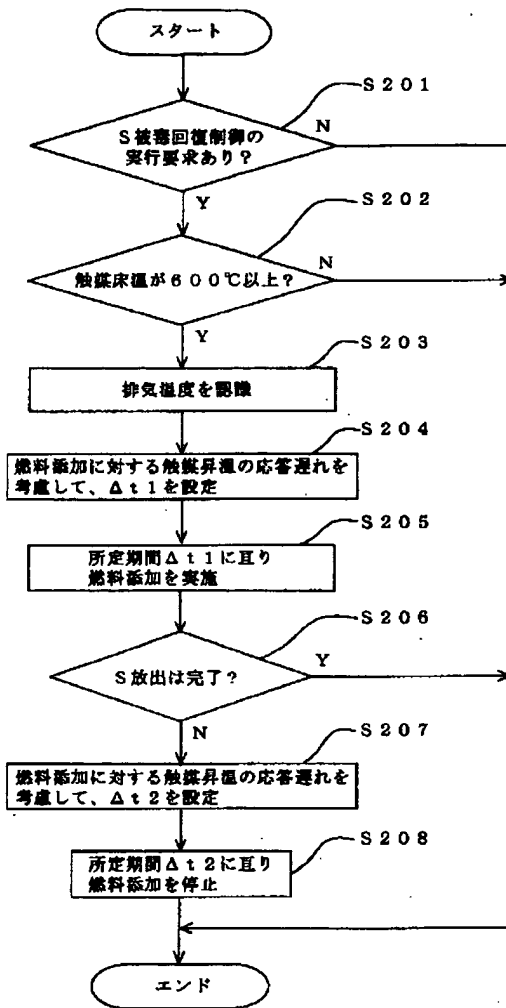 スタート
S201
S被毒回復制御の
実行要求あり?
N
Y
S202
触媒床温が600℃以上?
N
Y
S203
排気温度を認識
S204
燃料添加に対する触媒昇温の応答遅れを
考慮して、Δt1を設定
S205
所定期間Δt1に亙り
燃料添加を実施
S206
S放出は完了?
Y
N
S207
燃料添加に対する触媒昇温の応答遅れを
考慮して、Δt2を設定
S208
所定期間Δt2に亙り
燃料添加を停止
エンド